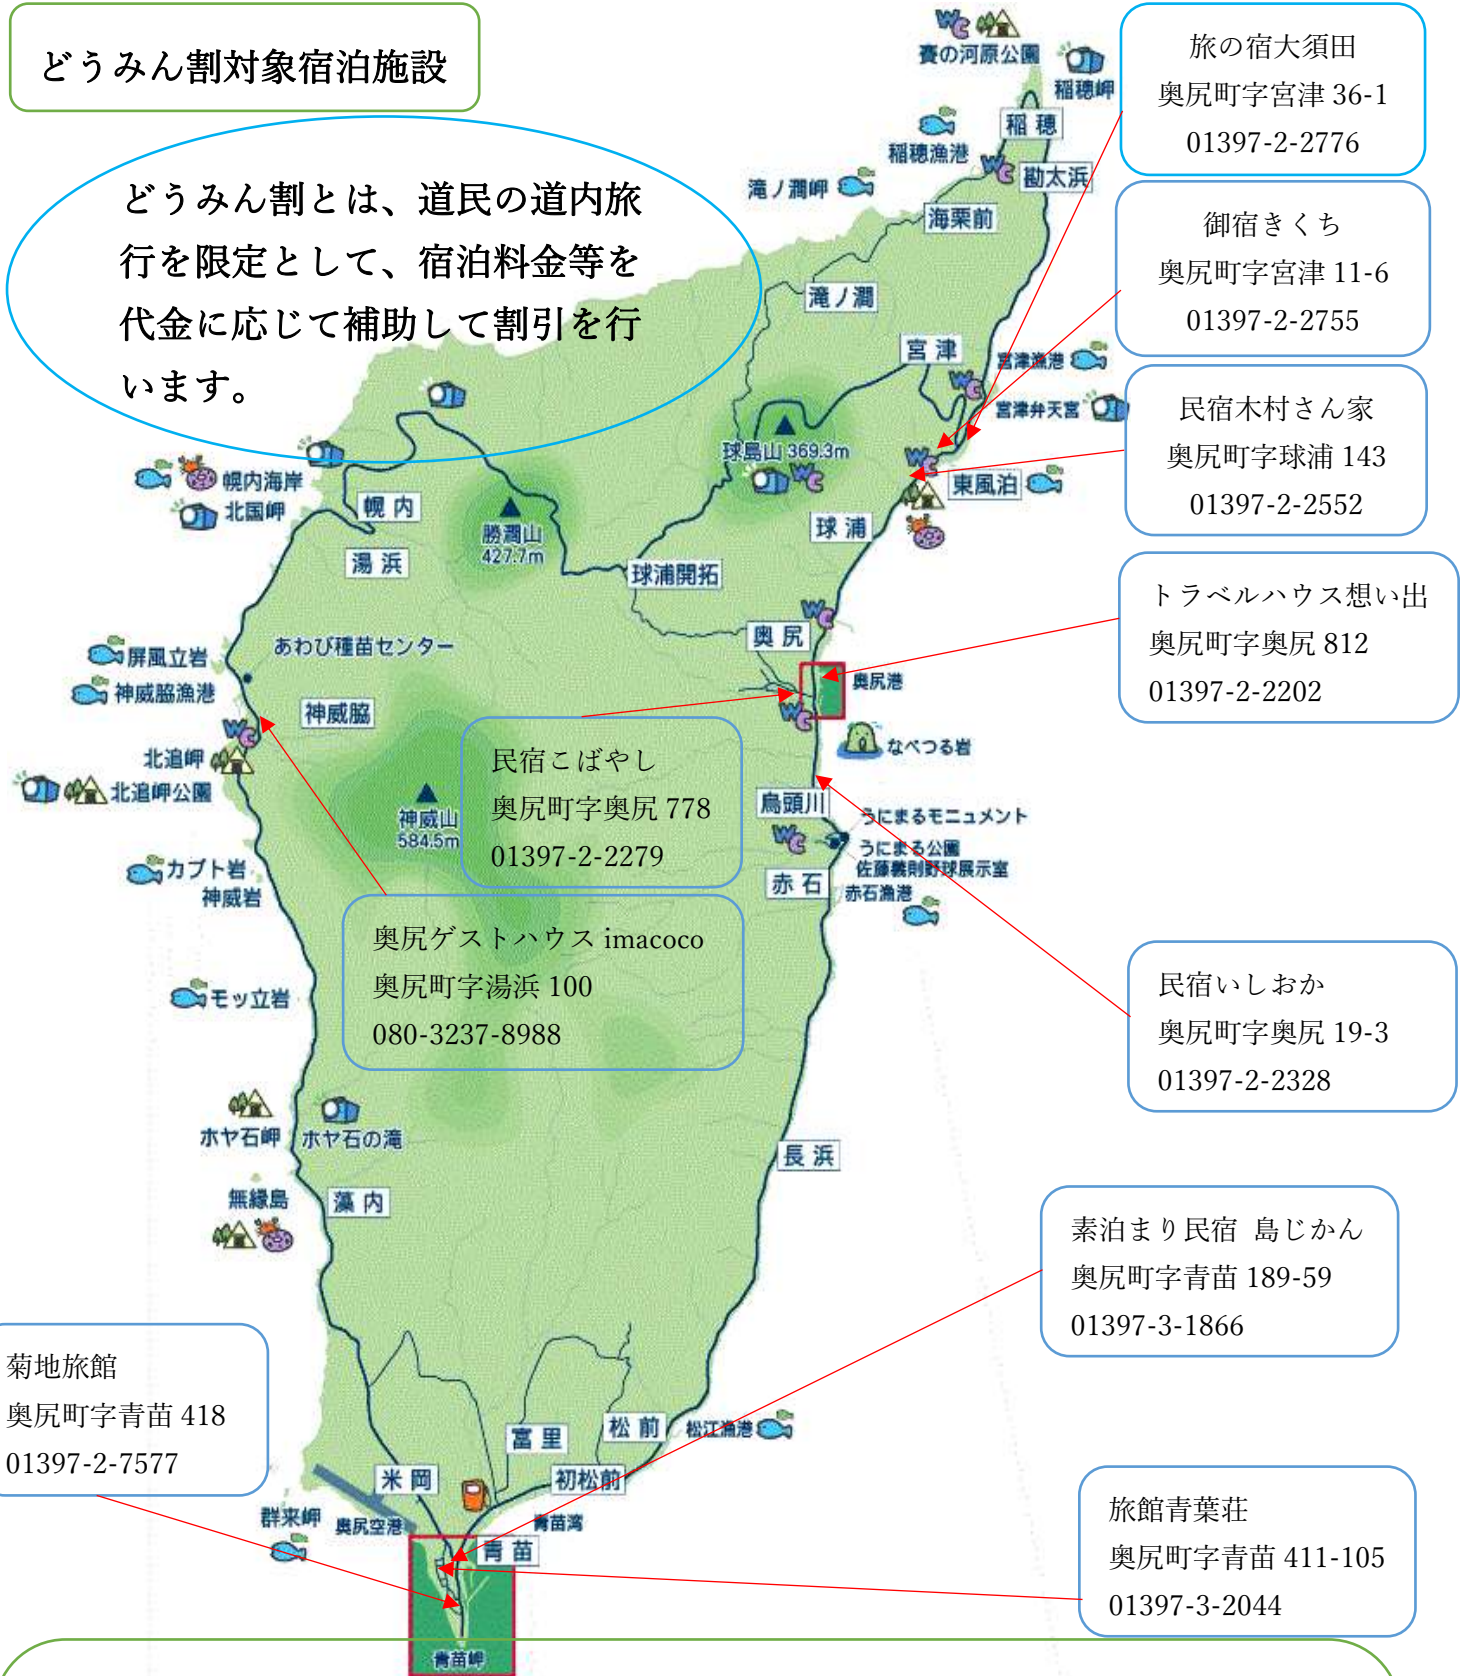 どうみん割対象宿泊施設
どうみん割とは、道民の道内旅
行を限定として、宿泊料金等を
代金に応じて補助して割引を行
います。
賽の河原公園
稲穂岬
稲穂
稲穂漁港
勘太浜
滝ノ澗岬
海栗前
滝ノ澗
宮津
宮津漁港
宮津弁天宮
球島山 369.3m
東風泊
球浦
幌内海岸
北国岬
幌内
湯浜
勝澗山
427.7m
球浦開拓
奥尻
奥尻港
あわび種苗センター
屏風立岩
神威脇漁港
神威脇
北追岬
北追岬公園
なべつる岩
烏頭川
うにまるモニュメント
うにまる公園
佐藤義則野球展示室
赤石
赤石漁港
神威山
584.5m
カブト岩
神威岩
モッ立岩
ホヤ石岬
ホヤ石の滝
無縁島
藻内
長浜
松前
松江漁港
富里
初松前
米岡
群来岬
奥尻空港
青苗湾
青苗
青苗岬
旅の宿大須田
奥尻町字宮津 36-1
01397-2-2776
御宿きくち
奥尻町字宮津 11-6
01397-2-2755
民宿木村さん家
奥尻町字球浦 143
01397-2-2552
トラベルハウス想い出
奥尻町字奥尻 812
01397-2-2202
民宿こばやし
奥尻町字奥尻 778
01397-2-2279
奥尻ゲストハウス imacoco
奥尻町字湯浜 100
080-3237-8988
民宿いしおか
奥尻町字奥尻 19-3
01397-2-2328
素泊まり民宿 島じかん
奥尻町字青苗 189-59
01397-3-1866
菊地旅館
奥尻町字青苗 418
01397-2-7577
旅館青葉荘
奥尻町字青苗 411-105
01397-3-2044
WC
WC
WC
WC
WC
WC
WC
WC
WC